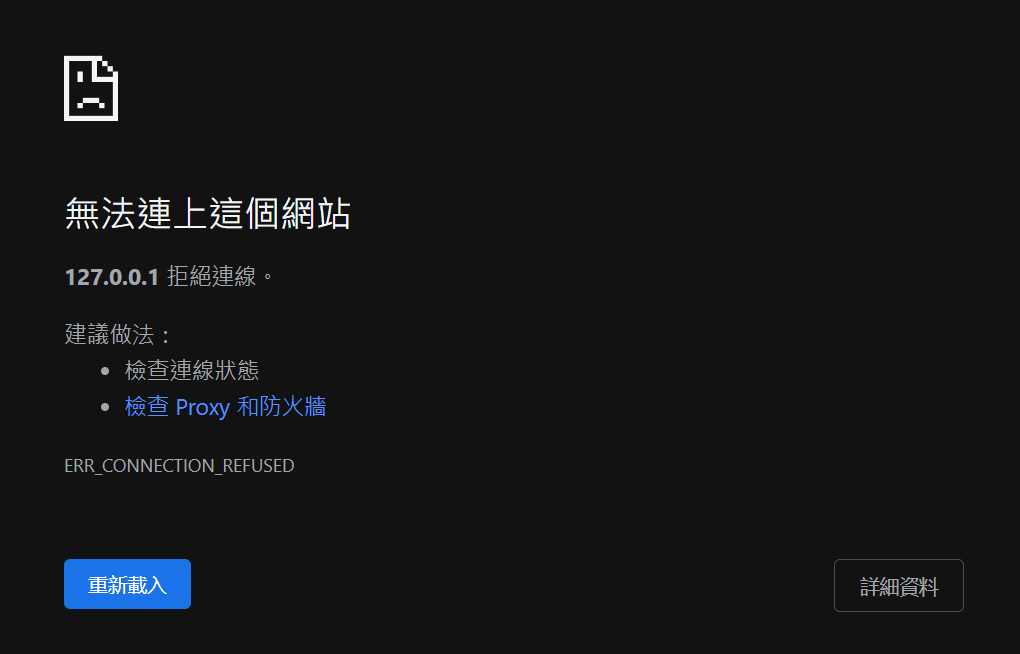 無法連上這個網站
127.0.0.1 拒絕連線。
建議做法：
檢查連線狀態
檢查 Proxy 和防火牆
ERR_CONNECTION_REFUSED
重新載入
詳細資料